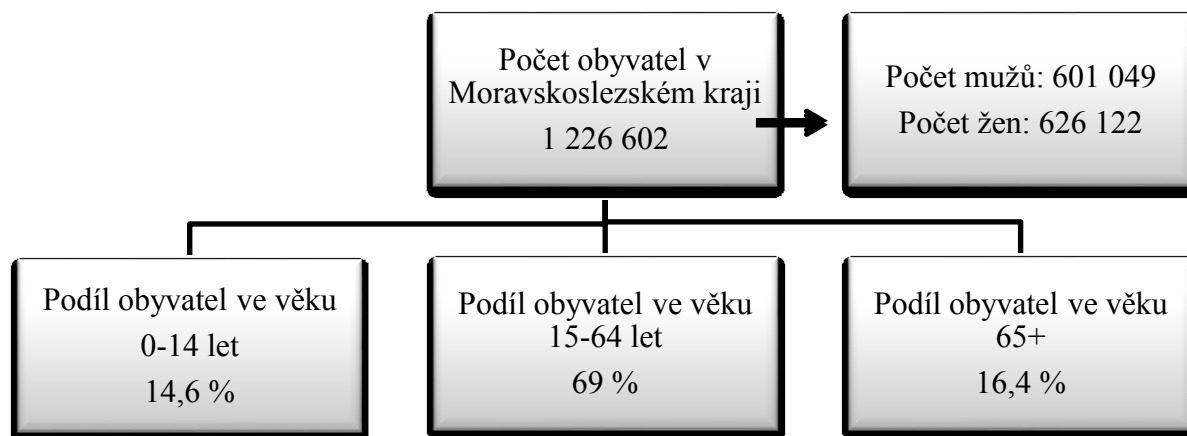 Počet obyvatel v
Moravskoslezském kraji
1 226 602
Počet mužů: 601 049
Počet žen: 626 122
Podíl obyvatel ve věku
0-14 let
14,6 %
Podíl obyvatel ve věku
15-64 let
69 %
Podíl obyvatel ve věku
65+
16,4 %